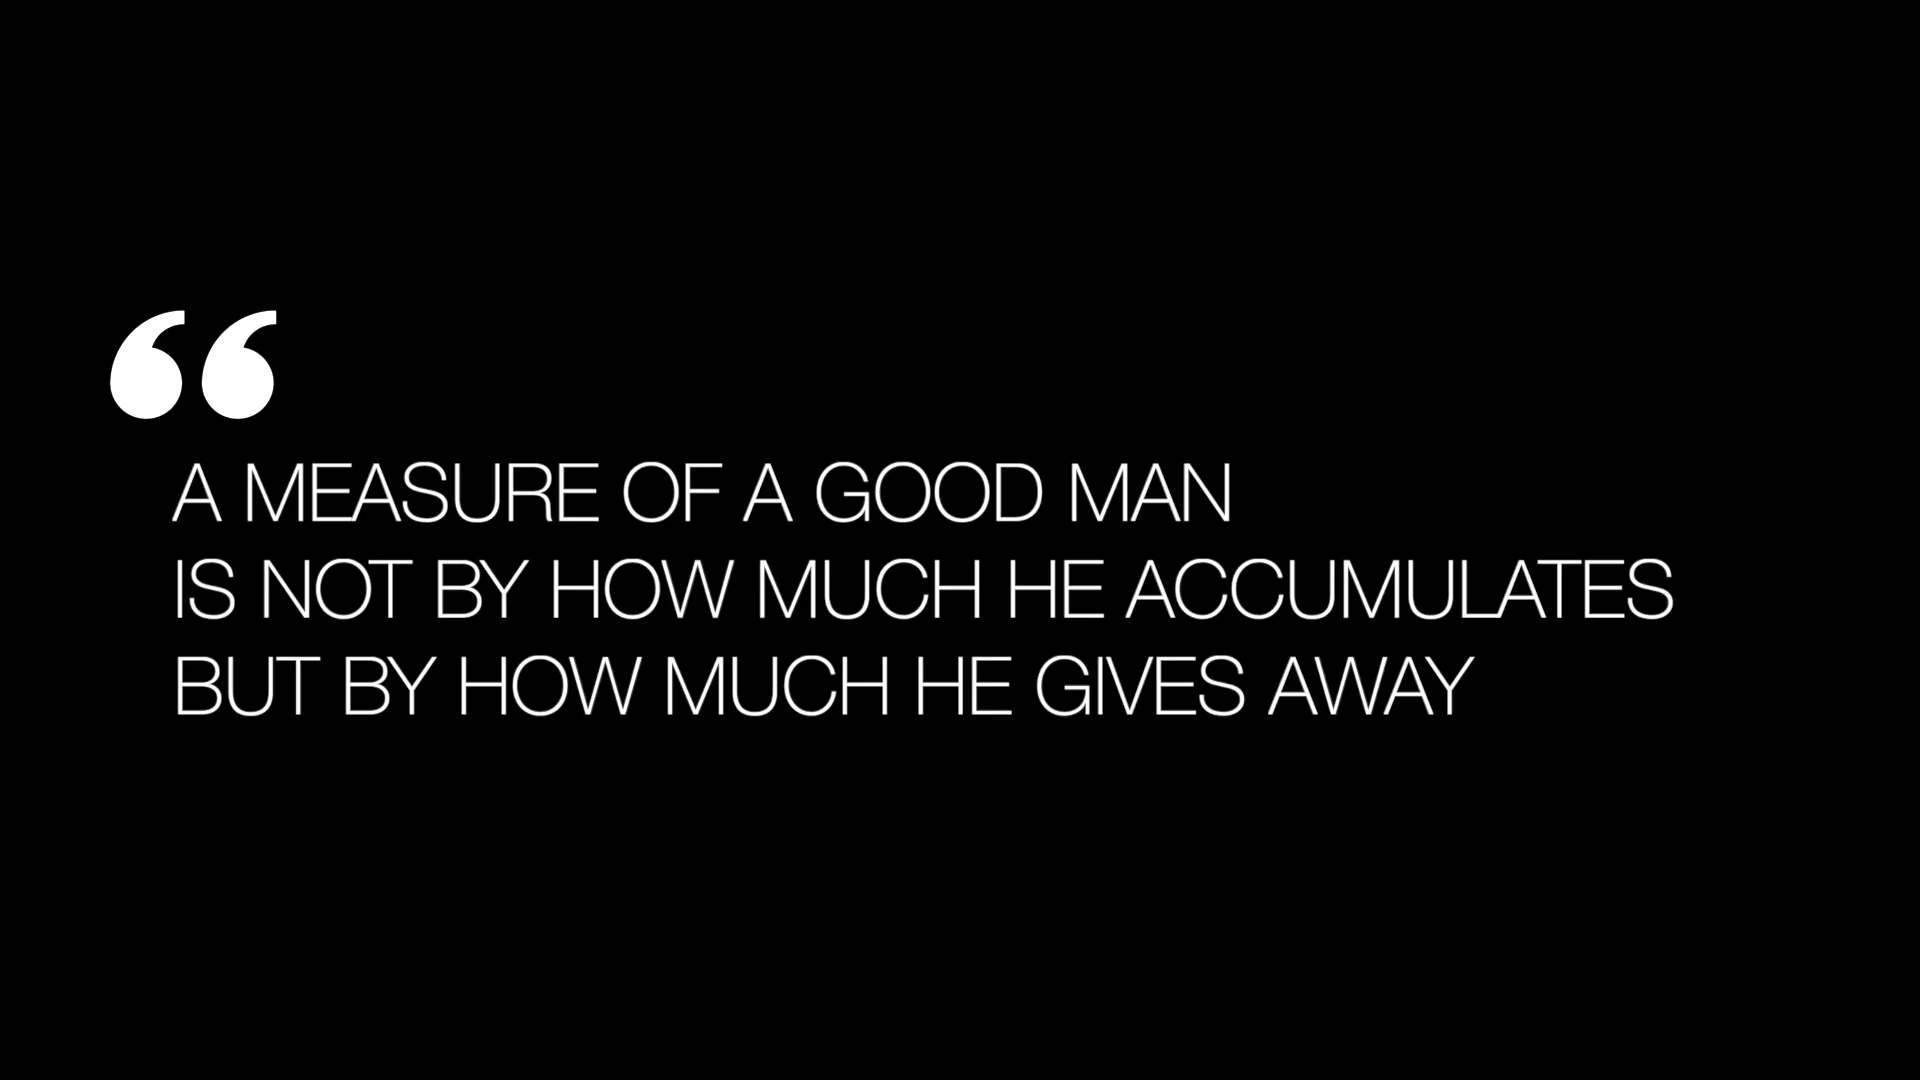 “
A MEASURE OF A GOOD MAN
IS NOT BY HOW MUCH HE ACCUMULATES
BUT BY HOW MUCH HE GIVES AWAY